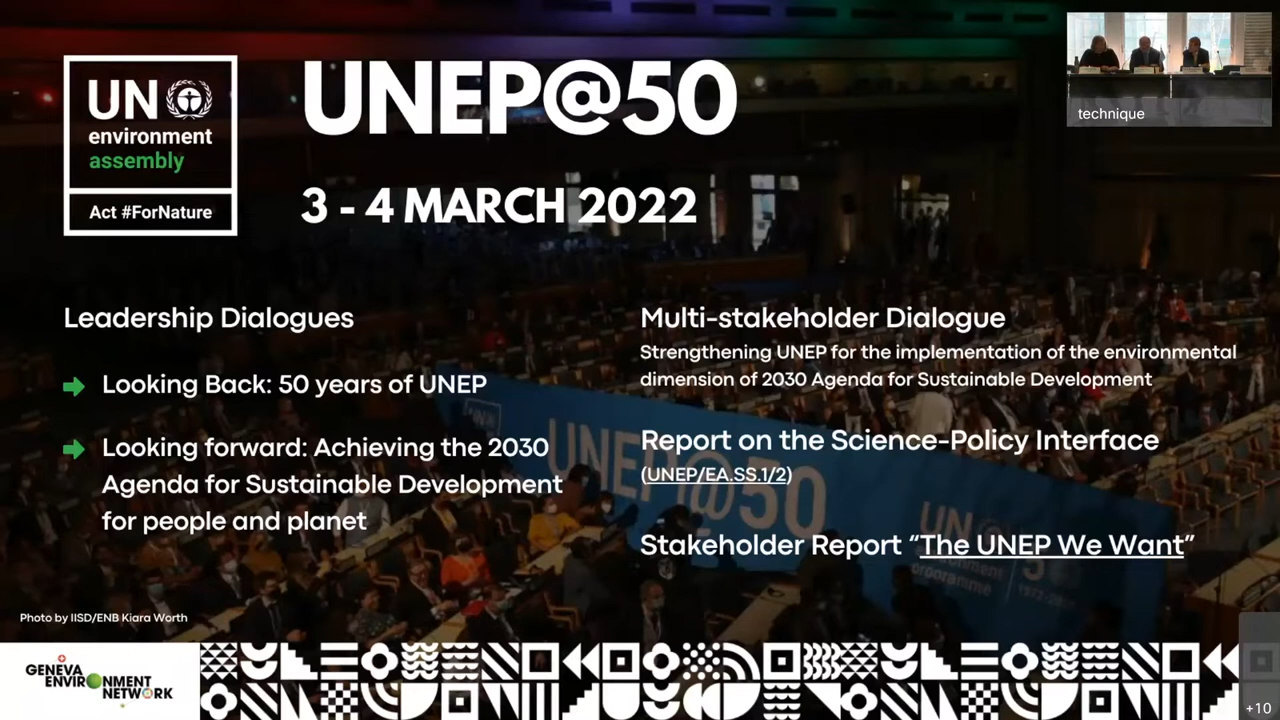 UN
environment
assembly
Act #ForNature
UNEP@50
3 - 4 MARCH 2022
technique
Leadership Dialogues
Looking Back: 50 years of UNEP
Looking forward: Achieving the 2030
Agenda for Sustainable Development
for people and planet
Multi-stakeholder Dialogue
Strengthening UNEP for the implementation of the environmental
dimension of 2030 Agenda for Sustainable Development
Report on the Science-Policy Interface
(UNEP/EA.SS.1/2)
Stakeholder Report “The UNEP We Want”
UNEP@50
UN
Photo by IISD/ENB Kiara Worth
GENEVA
ENVIRONMENT
NETWORK
+10